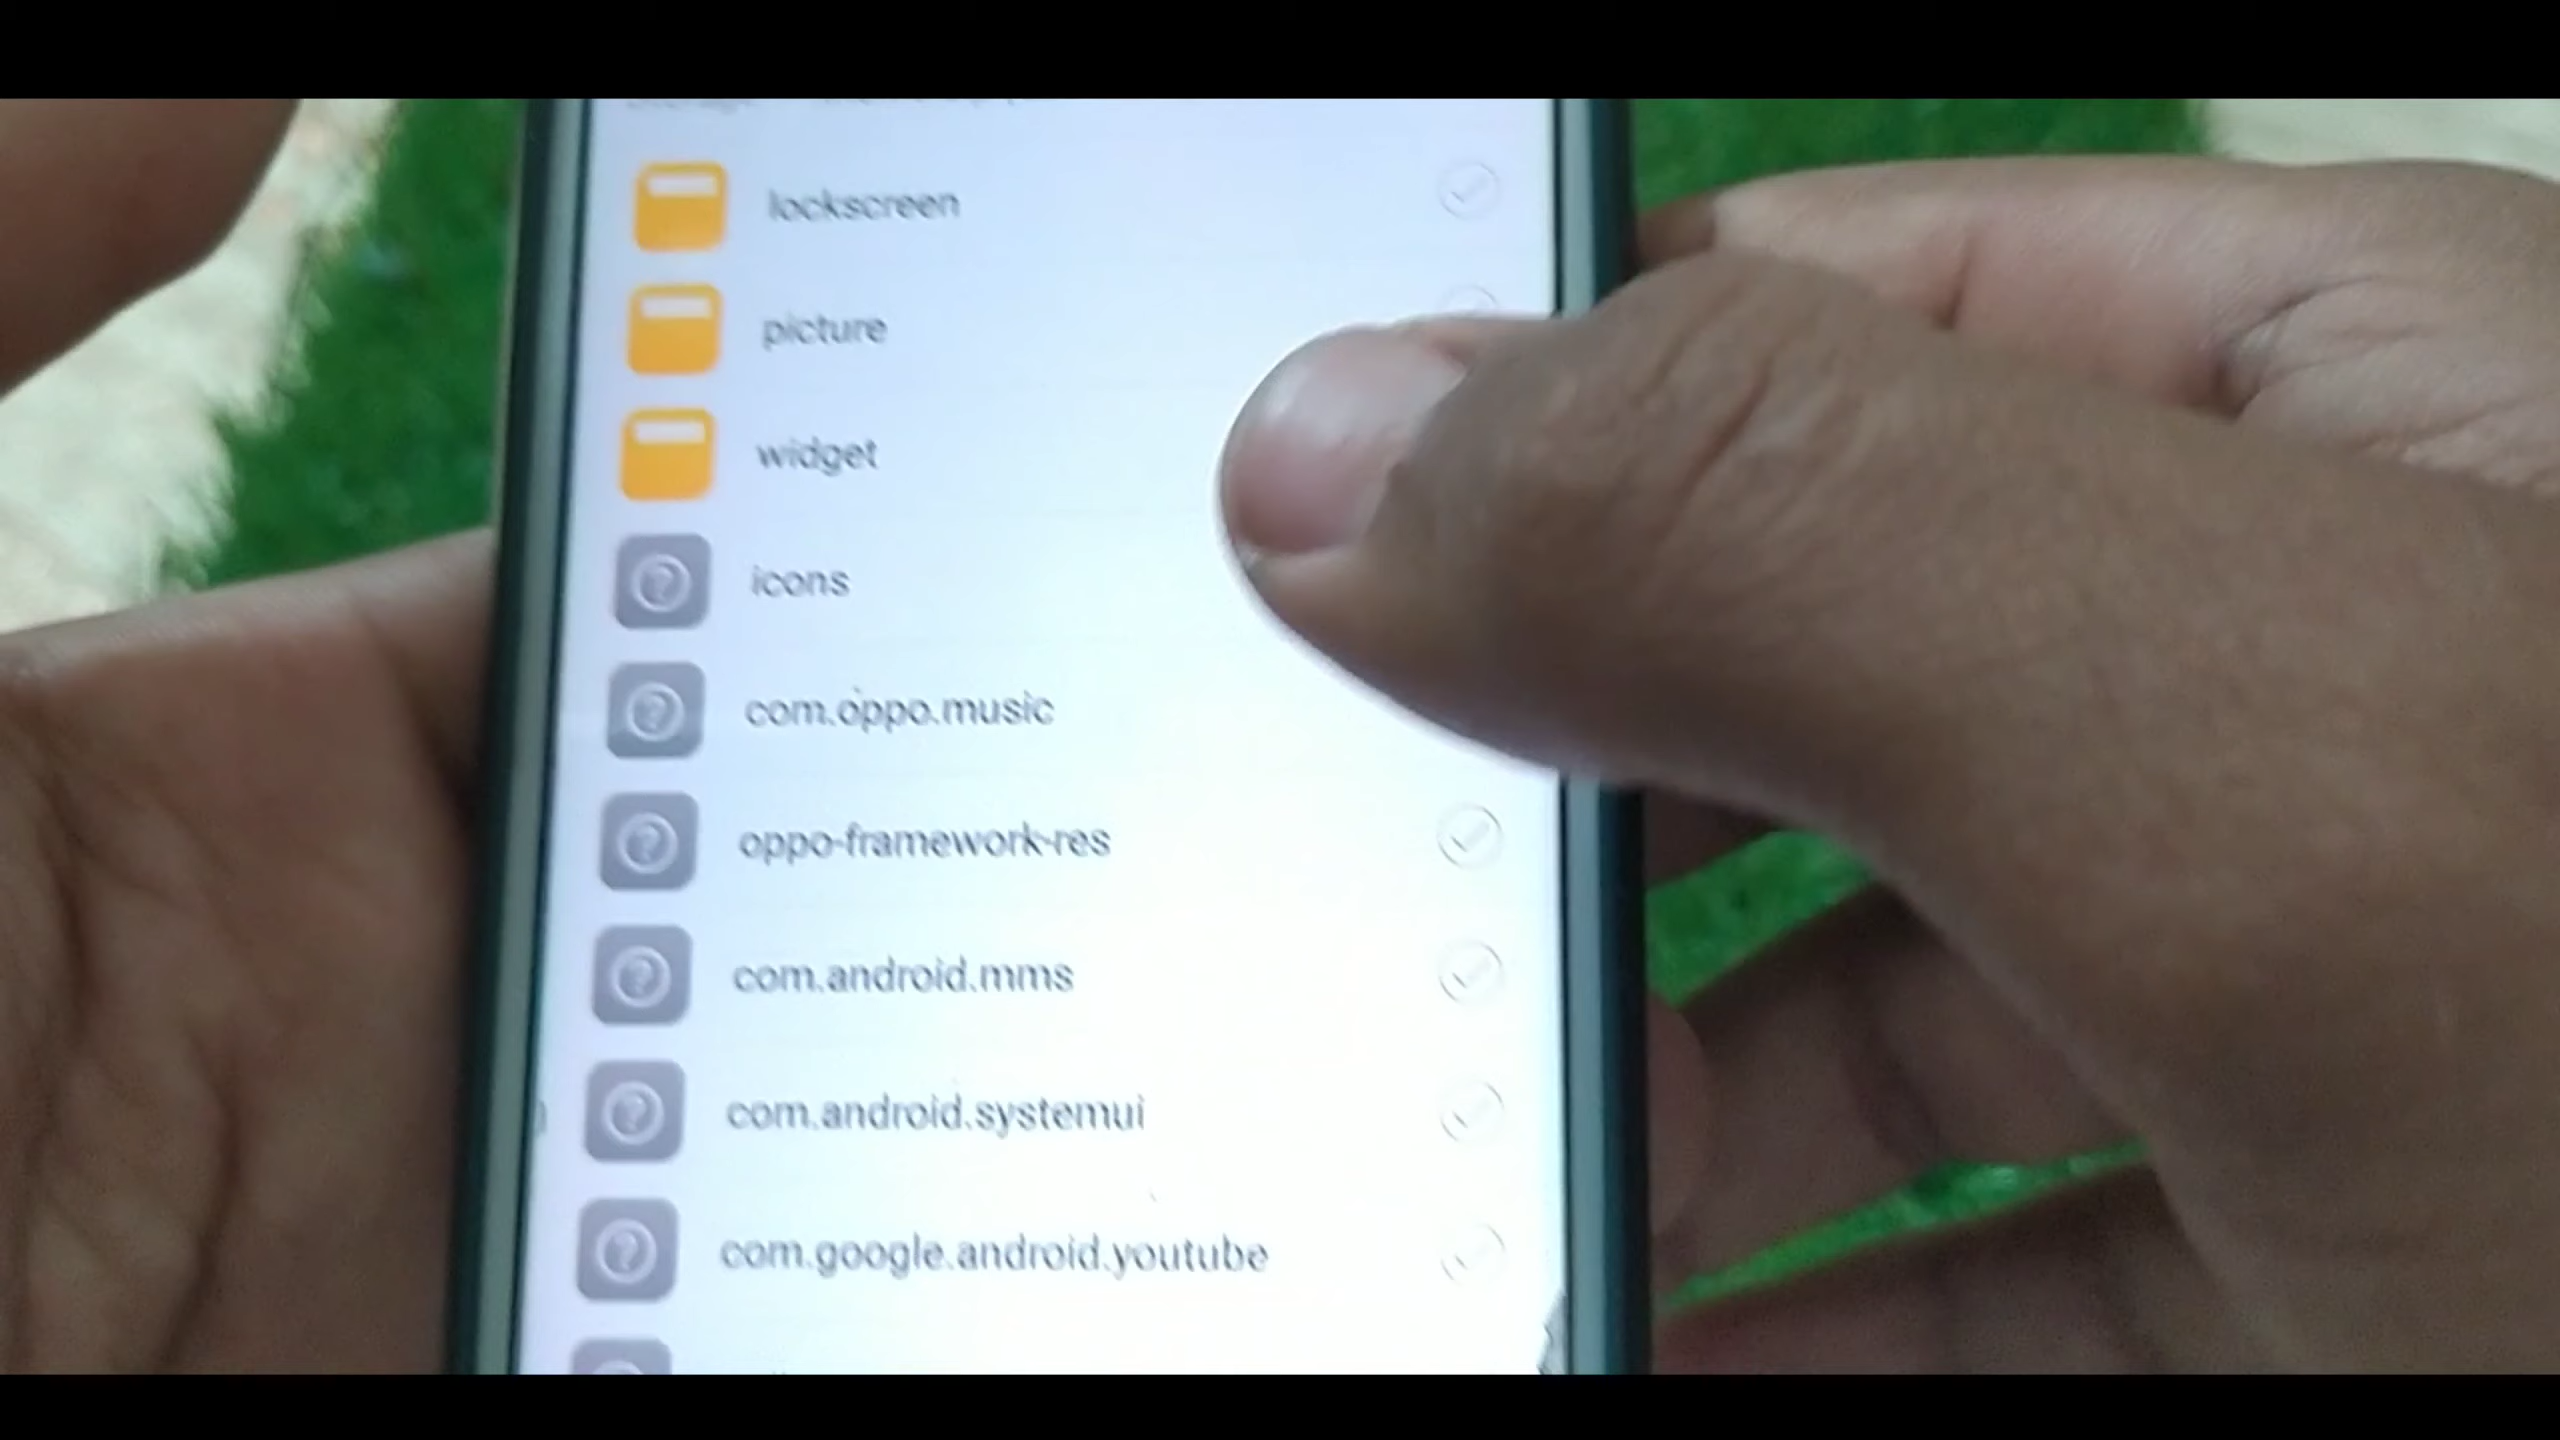 lockscreen
picture
widget
icons
com.oppo.music
oppo-framework-res
com.android.mms
com.android.systemui
com.google.android.youtube